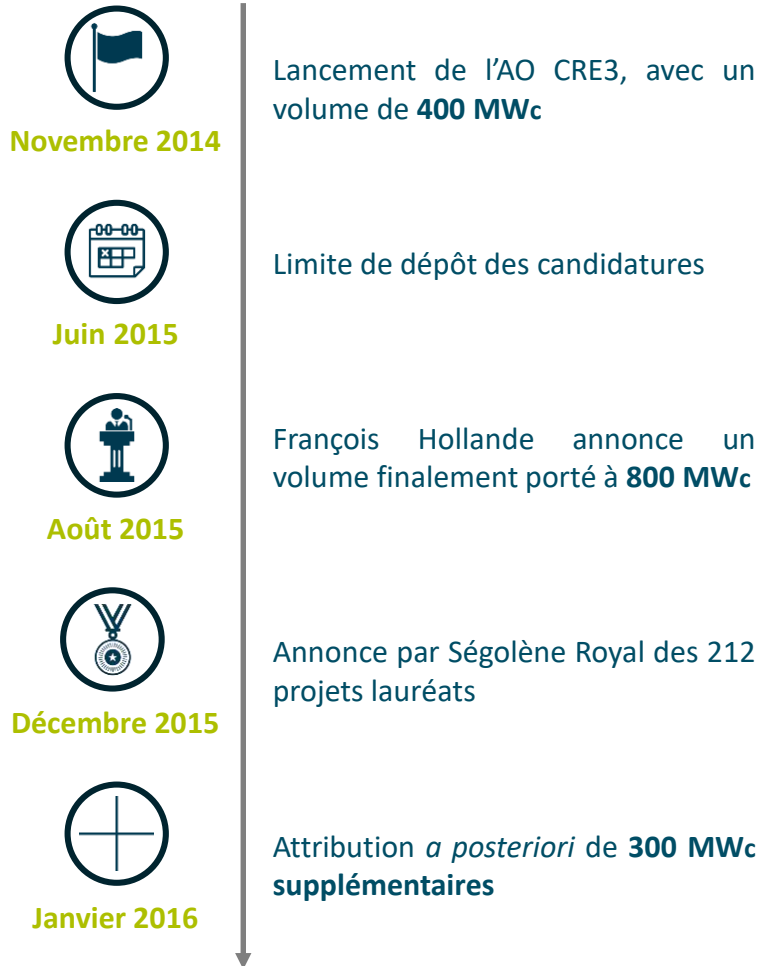 Novembre 2014
Lancement de l'AO CRE3, avec un
volume de 400 MWc
Juin 2015
Limite de dépôt des candidatures
Août 2015
François Hollande annonce un
volume finalement porté à 800 MWc
Décembre 2015
Annonce par Ségolène Royal des 212
projets lauréats
Janvier 2016
Attribution a posteriori de 300 MWc
supplémentaires